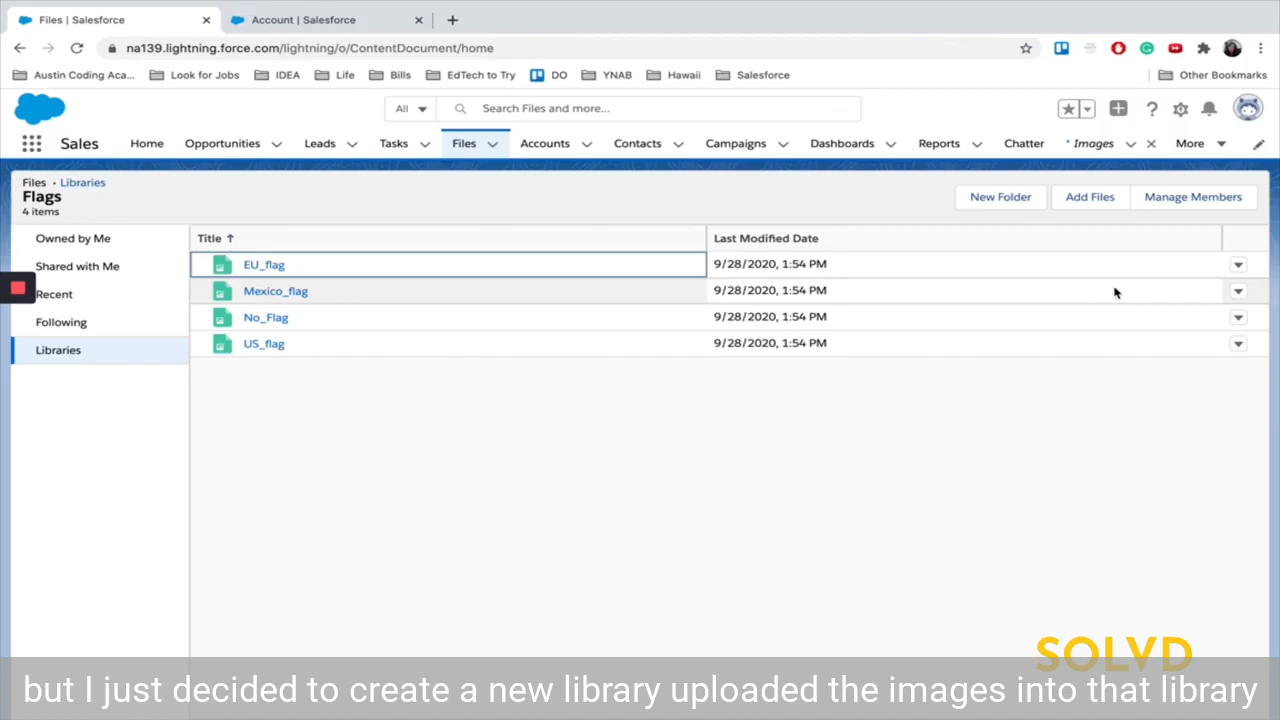 Files | Salesforce
Account | Salesforce
na139.lightning.force.com/lightning/o/ContentDocument/home
Austin Coding Aca... Look for Jobs IDEA Life Bills EdTech to Try DO YNAB Hawaii Salesforce Other Bookmarks
All Search Files and more...
Sales Home Opportunities Leads Tasks Files Accounts Contacts Campaigns Dashboards Reports Chatter * Images More
Files • Libraries
Flags
4 items
New Folder Add Files Manage Members
Owned by Me
Shared with Me
Recent
Following
Libraries
Title ↑ Last Modified Date
EU_flag 9/28/2020, 1:54 PM
Mexico_flag 9/28/2020, 1:54 PM
No_Flag 9/28/2020, 1:54 PM
US_flag 9/28/2020, 1:54 PM
SOLVD
but I just decided to create a new library uploaded the images into that library